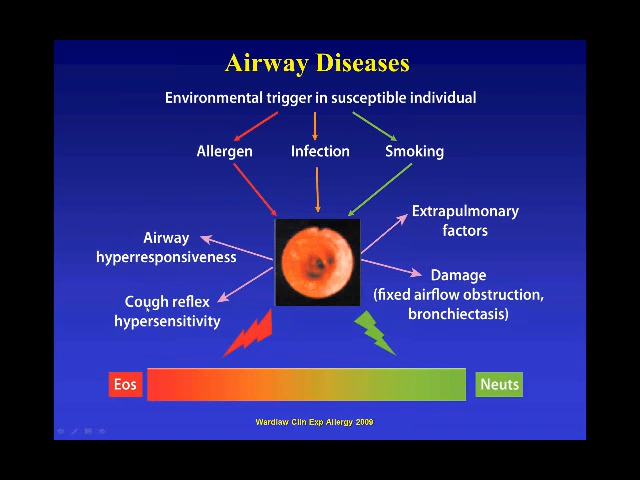 Airway Diseases
Environmental trigger in susceptible individual
Allergen
Infection
Smoking
Extrapulmonary
factors
Airway
hyperresponsiveness
Damage
(fixed airflow obstruction,
bronchiectasis)
Cough reflex
hypersensitivity
Eos
Neuts
Wardlaw Clin Exp Allergy 2009